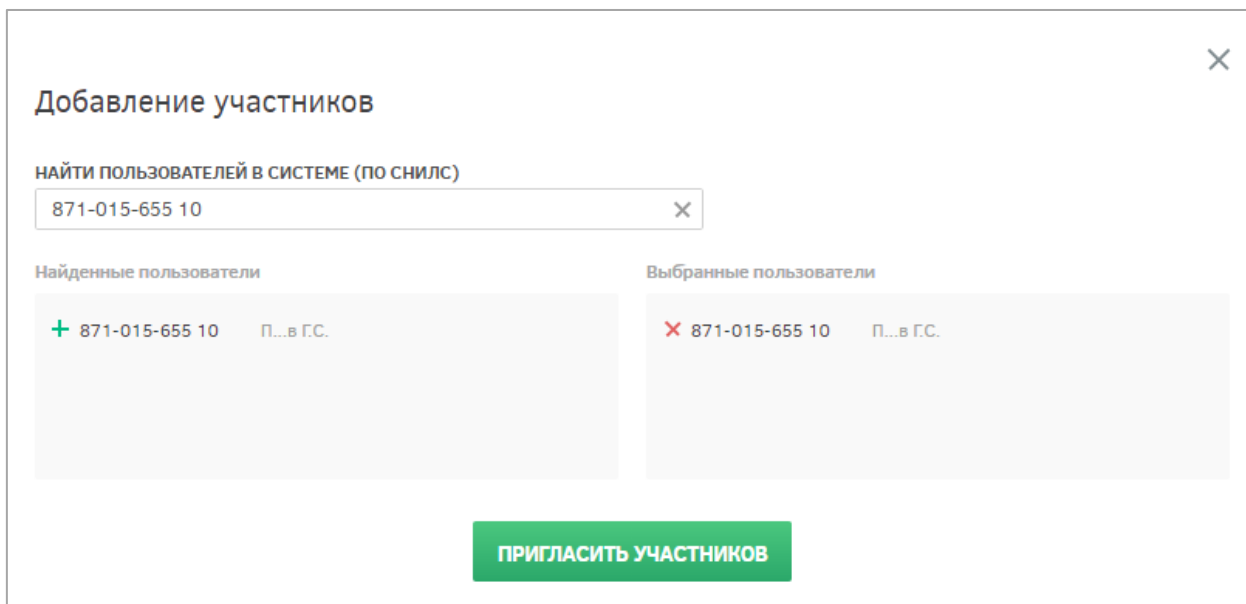 Добавление участников
НАЙТИ ПОЛЬЗОВАТЕЛЕЙ В СИСТЕМЕ (ПО СНИЛС)
871-015-655 10
Найденные пользователи
Выбранные пользователи
871-015-655 10 П...в Г.С.
871-015-655 10 П...в Г.С.
ПРИГЛАСИТЬ УЧАСТНИКОВ